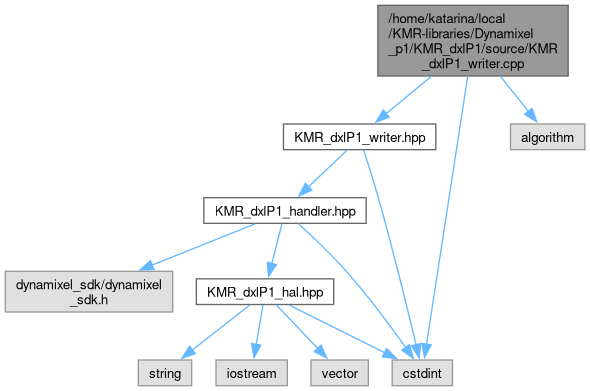 /home/katarina/local
/KMR-libraries/Dynamixel
_p1/KMR_dxlP1/source/KMR
_dxlP1_writer.cpp
KMR_dxlP1_writer.hpp
algorithm
KMR_dxlP1_handler.hpp
dynamixel_sdk/dynamixel
_sdk.h
KMR_dxlP1_hal.hpp
string
iostream
vector
cstdint